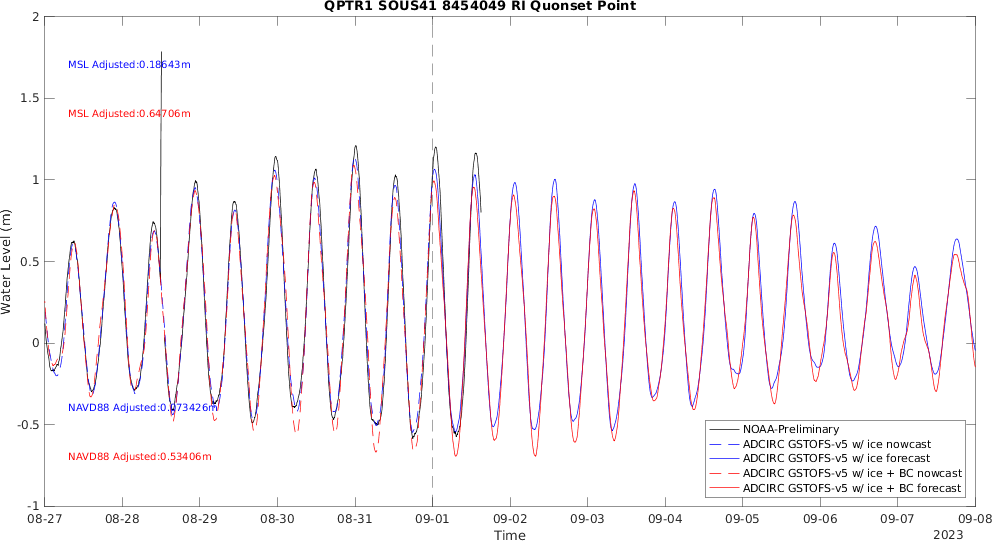 QPTR1 SOUS41 8454049 RI Quonset Point
2
1.5
1
0.5
0
-0.5
-1
Water Level (m)
MSL Adjusted:0.18643m
MSL Adjusted:0.64706m
NAVD88 Adjusted:0.073426m
NAVD88 Adjusted:0.53406m
NOAA-Preliminary
ADCIRC GSTOFS-v5 w/ ice nowcast
ADCIRC GSTOFS-v5 w/ ice forecast
ADCIRC GSTOFS-v5 w/ ice + BC nowcast
ADCIRC GSTOFS-v5 w/ ice + BC forecast
08-27 08-28 08-29 08-30 08-31 09-01 09-02 09-03 09-04 09-05 09-06 09-07 09-08
Time
2023